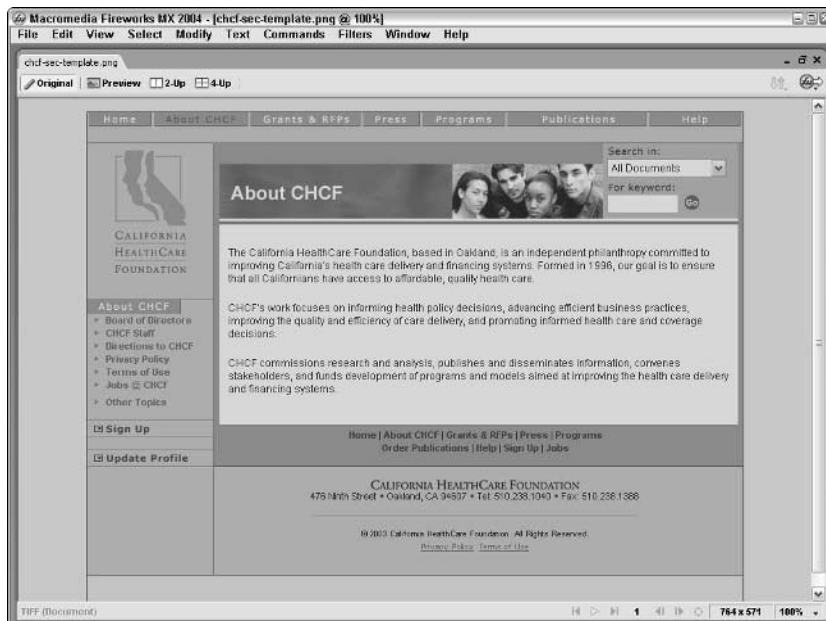 Macromedia Fireworks MX 2004 - [chcf-sec-template.png @ 100%]
File Edit View Select Modify Text Commands Filters Window Help
chcf-sec-template.png
Original Preview 2-Up 4-Up
Home About CHCF Grants & RFPs Press Programs Publications Help
Search in:
All Documents
For keyword:
Go
About CHCF
CALIFORNIA
HEALTHCARE
FOUNDATION
The California HealthCare Foundation, based in Oakland, is an independent philanthropy committed to
improving California's health care delivery and financing systems. Formed in 1996, our goal is to ensure
that all Californians have access to affordable, quality health care.
CHCF's work focuses on informing health policy decisions, advancing efficient business practices,
improving the quality and efficiency of care delivery, and promoting informed health care and coverage
decisions.
CHCF commissions research and analysis, publishes and disseminates information, convenes
stakeholders, and funds development of programs and models aimed at improving the health care delivery
and financing systems.
About CHCF
Board of Directors
CHCF Staff
Directions to CHCF
Privacy Policy
Terms of Use
Jobs @ CHCF
Other Topics
Sign Up
Update Profile
Home | About CHCF | Grants & RFPs | Press | Programs
Order Publications | Help | Sign Up | Jobs
CALIFORNIA HEALTHCARE FOUNDATION
476 Ninth Street • Oakland, CA 94607 • Tel: 510.238.1040 • Fax: 510.238.1388
© 2003 California HealthCare Foundation. All Rights Reserved.
Privacy Policy Terms of Use
TIFF (Document)
1
764 x 571
100%